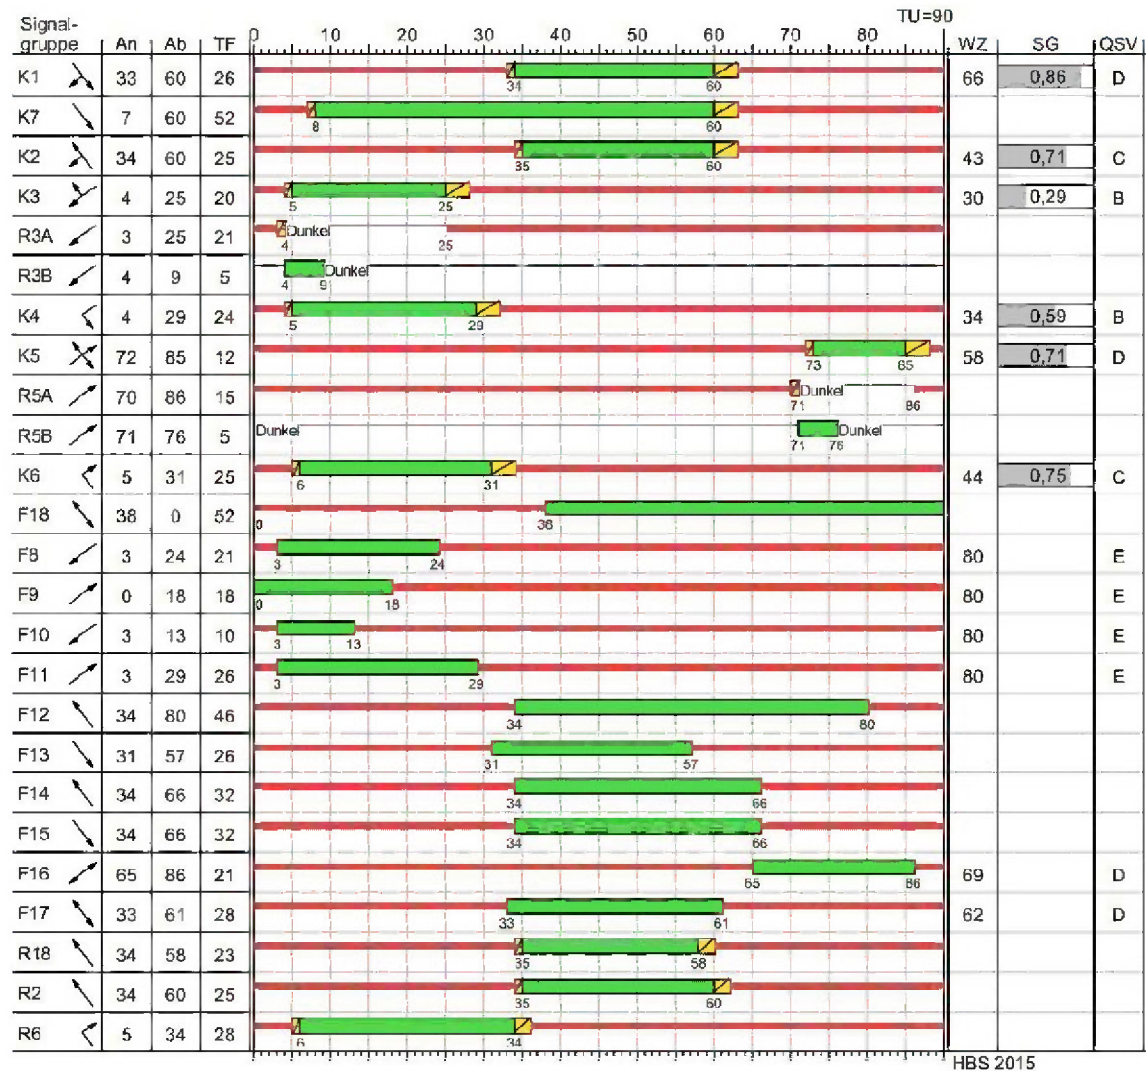 TU=90
Signal-
gruppe An Ab TF 0 10 20 30 40 50 60 70 80 WZ SG QSV
K1 33 60 26 34 60 66 0,86 D
K7 7 60 52 8 60
K2 34 60 25 35 60 43 0,71 C
K3 4 25 20 5 25 30 0,29 B
R3A 3 25 21 4 Dunkel 25
R3B 4 9 5 4 9 Dunkel
K4 4 29 24 5 29 34 0,59 B
K5 72 85 12 73 65 58 0,71 D
R5A 70 86 15 71 Dunkel 86
R5B 71 76 5 Dunkel 71 76 Dunkel
K6 5 31 25 6 31 44 0,75 C
F18 38 0 52 0 38
F8 3 24 21 3 24 80 E
F9 0 18 18 0 18 80 E
F10 3 13 10 3 13 80 E
F11 3 29 26 3 29 80 E
F12 34 80 46 34 80
F13 31 57 26 31 57
F14 34 66 32 34 66
F15 34 66 32 34 66
F16 65 86 21 65 86 69 D
F17 33 61 28 33 61 62 D
R18 34 58 23 35 58
R2 34 60 25 35 60
R6 5 34 28 6 34
HBS 2015